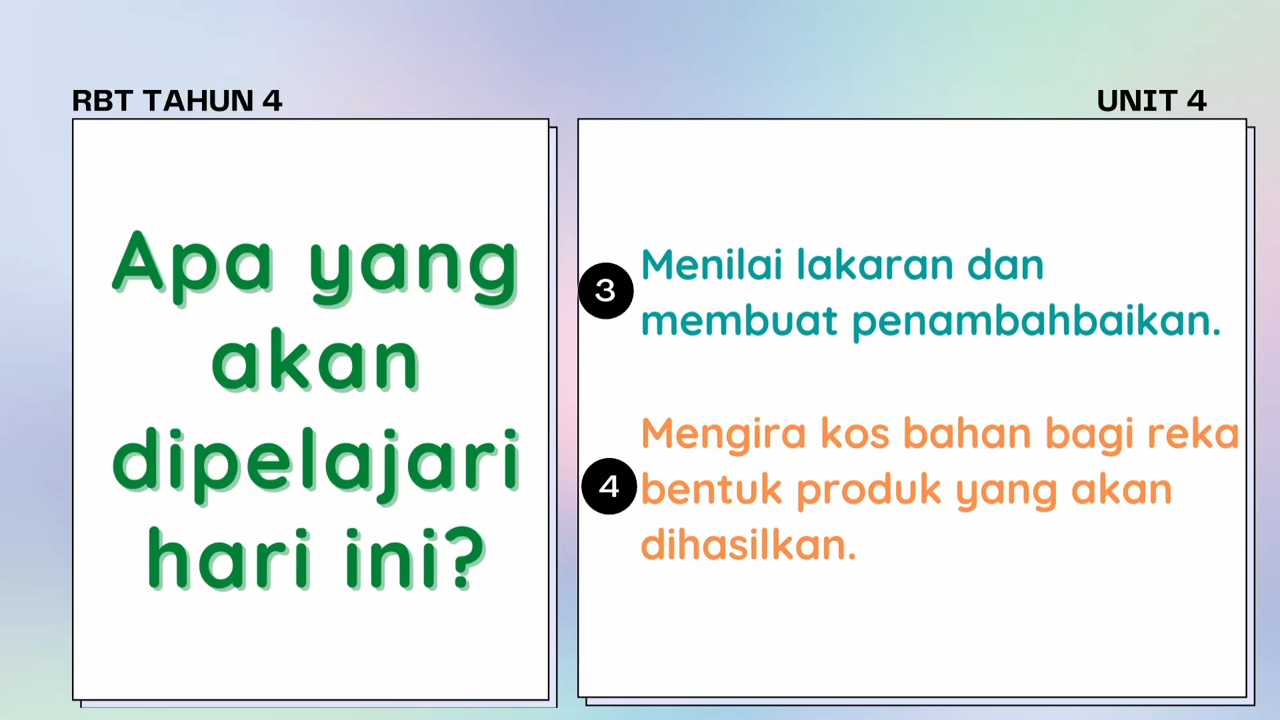 RBT TAHUN 4
UNIT 4
Apa yang
akan
dipelajari
hari ini?
3
Menilai lakaran dan
membuat penambahbaikan.
4
Mengira kos bahan bagi reka
bentuk produk yang akan
dihasilkan.